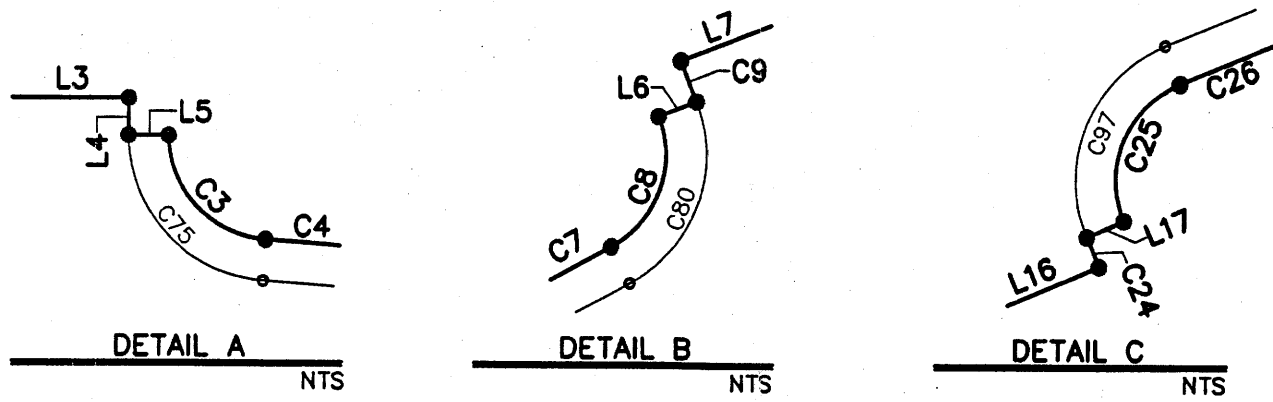 L3
L5
L4
C3
C75
C4
DETAIL A
NTS
L7
C9
L6
C8
C80
C7
DETAIL B
NTS
C26
C97
C25
L17
L16
C24
DETAIL C
NTS